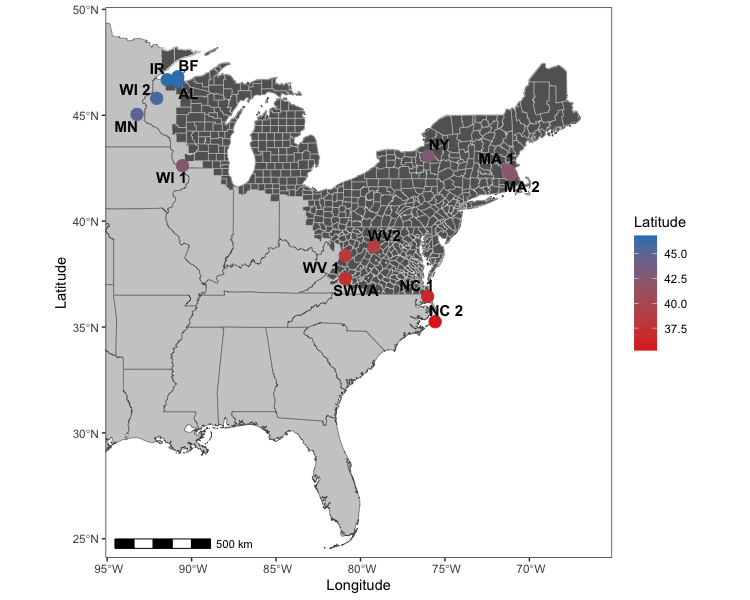 50°N
45°N
40°N
35°N
30°N
25°N
Latitude
IR
BF
WI 2
AL
MN
WI 1
NY
MA 1
MA 2
WV2
WV 1
SWVA
NC 1
NC 2
500 km
95°W
90°W
85°W
80°W
75°W
70°W
Longitude
Latitude
45.0
42.5
40.0
37.5